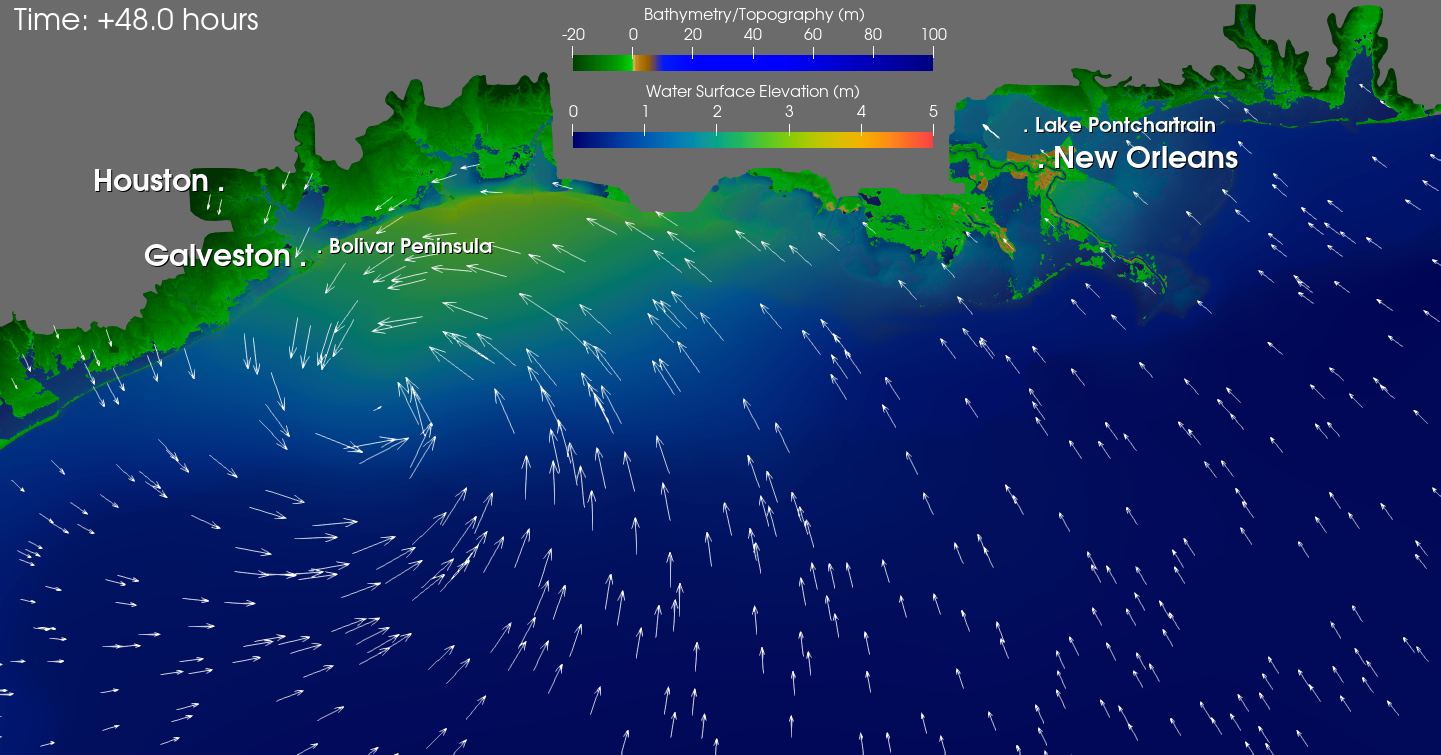 Time: +48.0 hours
Bathymetry/Topography (m)
-20 0 20 40 60 80 100
Water Surface Elevation (m)
0 1 2 3 4 5
. Lake Pontchartrain
. New Orleans
Houston .
. Bolivar Peninsula
Galveston .